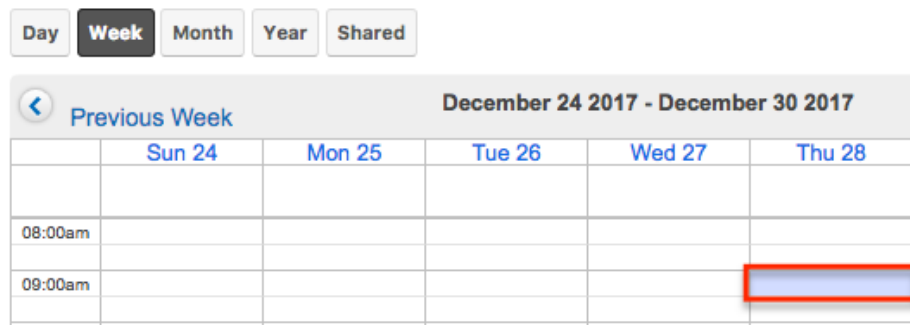 Day Week Month Year Shared
Previous Week December 24 2017 - December 30 2017
Sun 24 Mon 25 Tue 26 Wed 27 Thu 28
08:00am
09:00am